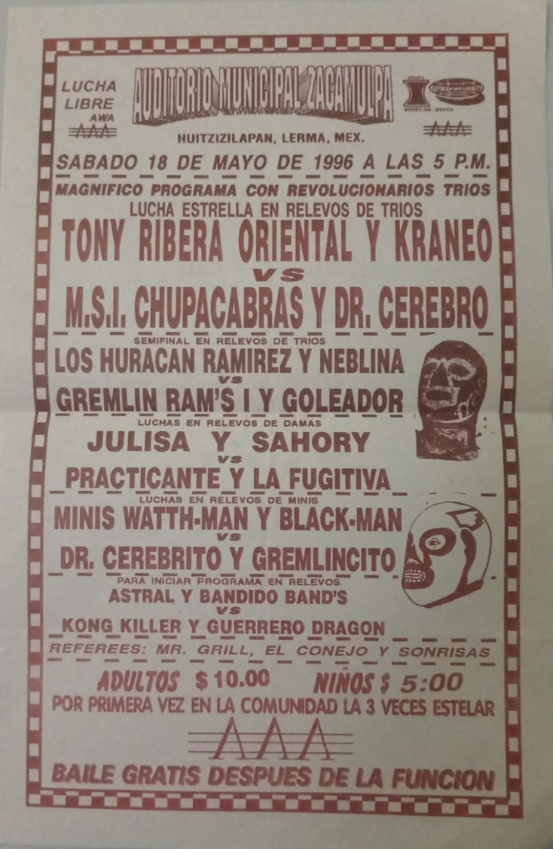 LUCHA
LIBRE
AWA
AAA
AUDITORIO MUNICIPAL ZACAMULPA
AAA
HUITZIZILAPAN, LERMA, MEX.
SABADO 18 DE MAYO DE 1996 A LAS 5 P.M.
MAGNIFICO PROGRAMA CON REVOLUCIONARIOS TRIOS
LUCHA ESTRELLA EN RELEVOS DE TRIOS
TONY RIBERA ORIENTAL Y KRANEO
VS
M.S.I. CHUPACABRAS Y DR. CEREBRO
SEMIFINAL EN RELEVOS DE TRIOS
LOS HURACAN RAMIREZ Y NEBLINA
VS
GREMLIN RAM'S I Y GOLEADOR
LUCHAS EN RELEVOS DE DAMAS
JULISA Y SAHORY
VS
PRACTICANTE Y LA FUGITIVA
LUCHAS EN RELEVOS DE MINIS
MINIS WATTH-MAN Y BLACK-MAN
VS
DR. CEREBRITO Y GREMLINCITO
PARA INICIAR PROGRAMA EN RELEVOS
ASTRAL Y BANDIDO BAND'S
VS
KONG KILLER Y GUERRERO DRAGON
REFEREES: MR. GRILL, EL CONEJO Y SONRISAS
ADULTOS $ 10.00 NIÑOS $ 5:00
POR PRIMERA VEZ EN LA COMUNIDAD LA 3 VECES ESTELAR
AAA
BAILE GRATIS DESPUES DE LA FUNCION